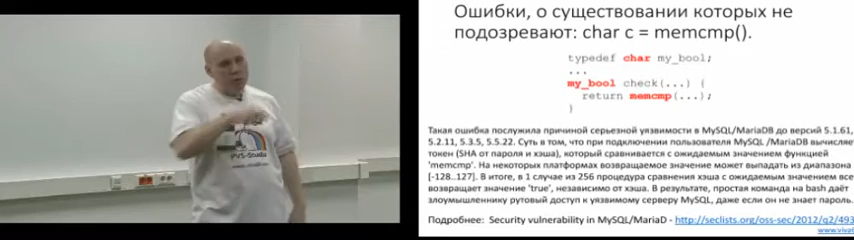 PVS-Studio
Ошибки, о существовании которых не
подозревают: char c = memcmp().
typedef char my_bool;
...
my_bool check(...) {
return memcmp(...);
}
Такая ошибка послужила причиной серьезной уязвимости в MySQL/MariaDB до версий 5.1.61,
5.2.11, 5.3.5, 5.5.22. Суть в том, что при подключении пользователя MySQL /MariaDB вычисляе
токен (SHA от пароля и хэша), который сравнивается с ожидаемым значением функцией
'memcmp'. На некоторых платформах возвращаемое значение может выпадать из диапазона
[-128..127]. В итоге, в 1 случае из 256 процедура сравнения хэша с ожидаемым значением все
возвращает значение 'true', независимо от хэша. В результате, простая команда на bash даёт
злоумышленнику рутовый доступ к уязвимому серверу MySQL, даже если он не знает пароль.
Подробнее: Security vulnerability in MySQL/MariaD - http://seclists.org/oss-sec/2012/q2/493
www.viva6